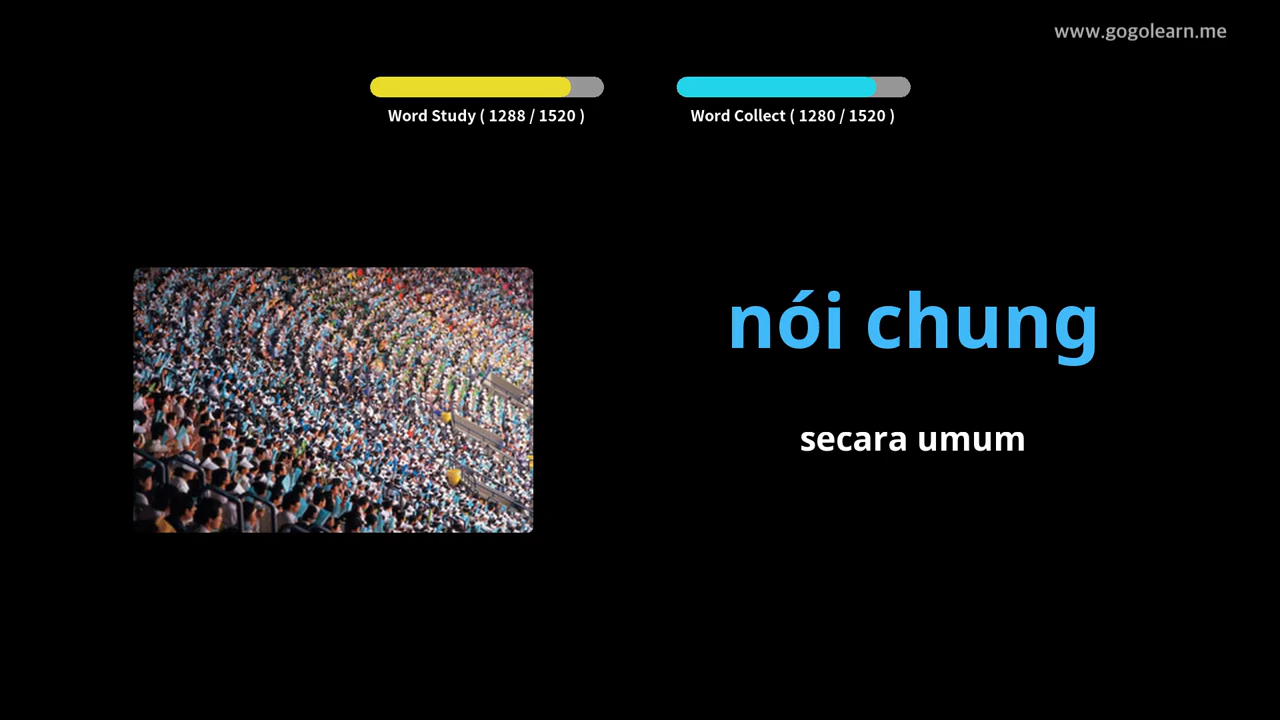 www.gogolearn.me
Word Study ( 1288 / 1520 )
Word Collect ( 1280 / 1520 )
nói chung
secara umum